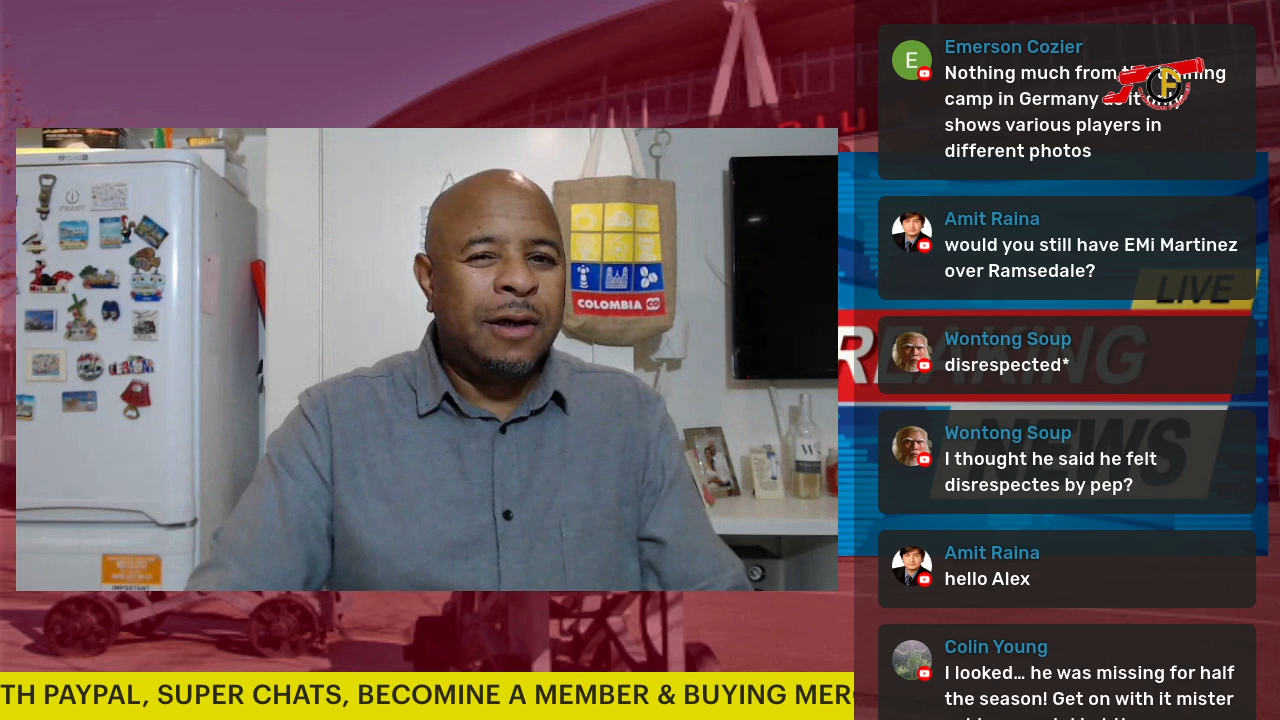 Emerson Cozier
Nothing much from
camp in Germany
shows various players in
different photos
Amit Raina
would you still have EMi Martinez
over Ramsedale?
LIVE
Wontong Soup
disrespected*
Wontong Soup
I thought he said he felt
disrespectes by pep?
NEWS
Amit Raina
hello Alex
Colin Young
I looked... he was missing for half
the season! Get on with it mister
COLOMBIA CO
IMPORTANT
TH PAYPAL, SUPER CHATS, BECOMINE A MEMBER & BUYING MER